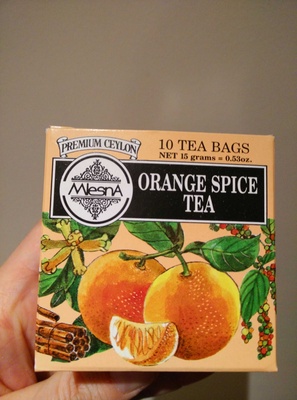 PREMIUM CEYLON
10 TEA BAGS
NET 15 grams = 0.53oz.
MlesnA
ORANGE SPICE
TEA